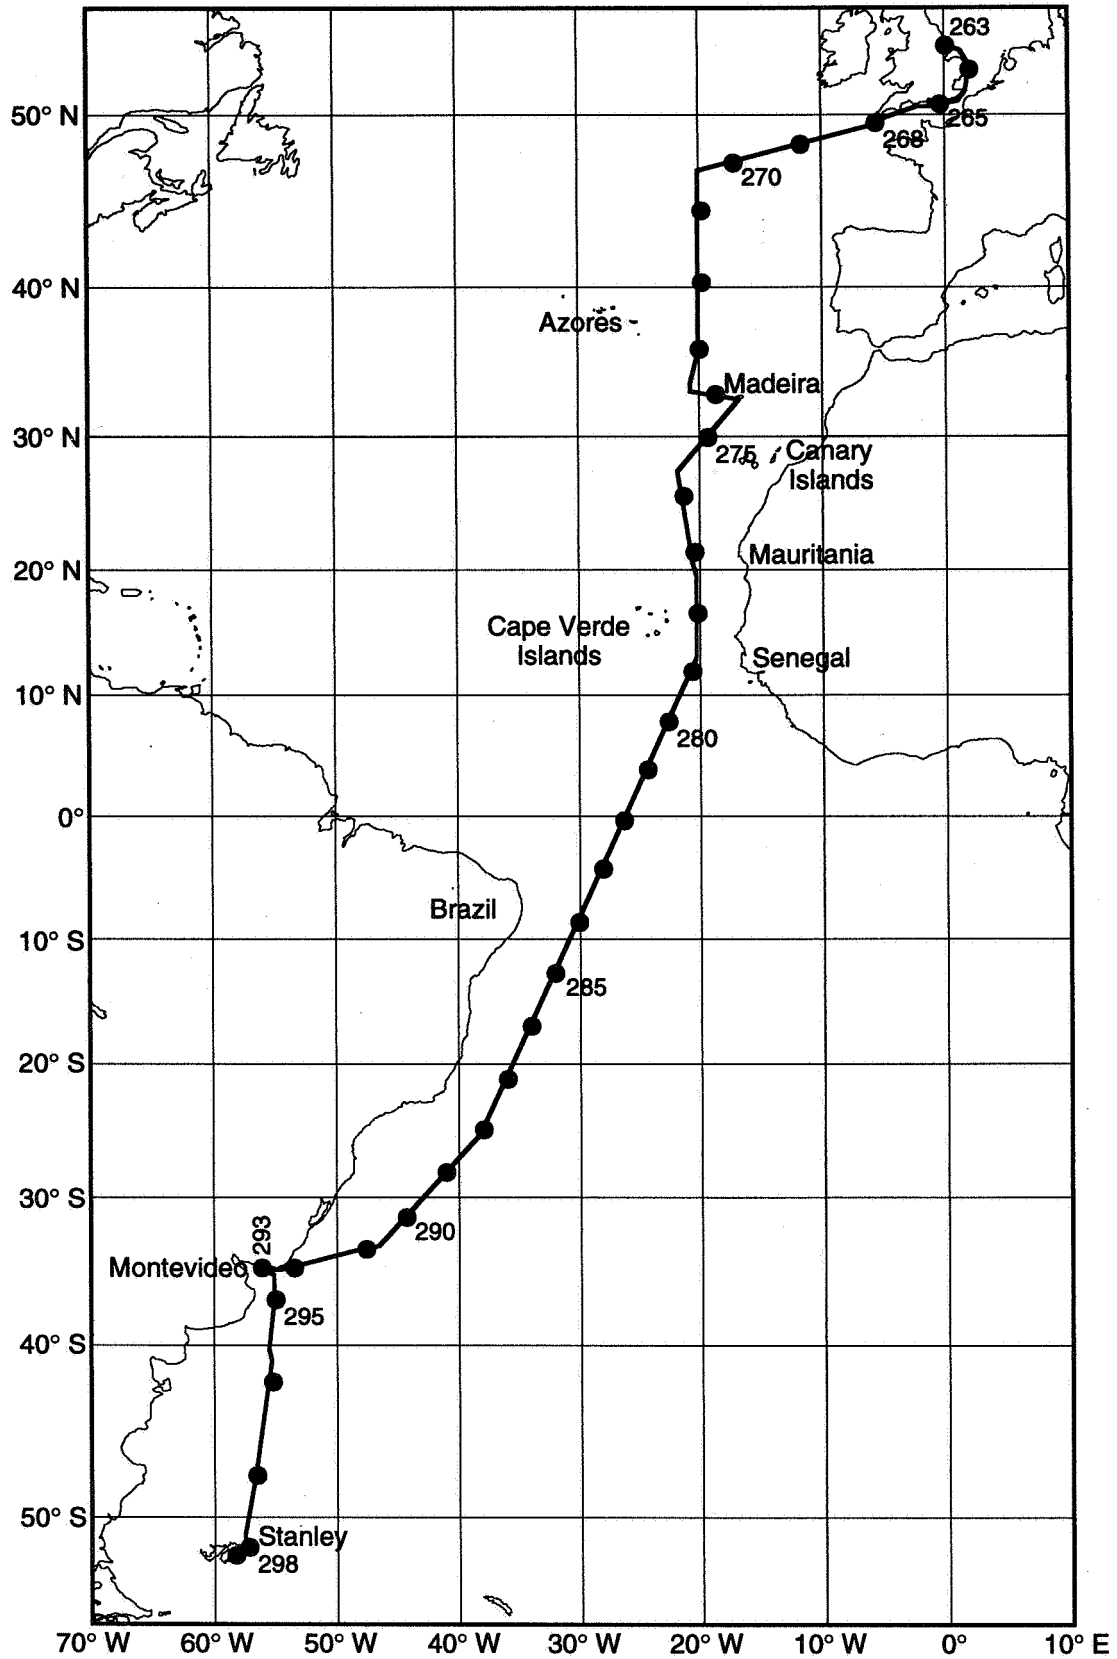 263
50° N
265
268
270
40° N
Azores
Madeira
30° N
275
Canary
Islands
Mauritania
20° N
Cape Verde
Islands
Senegal
10° N
280
0°
Brazil
10° S
285
20° S
30° S
293
290
Montevideo
295
40° S
50° S
Stanley
298
70° W
60° W
50° W
40° W
30° W
20° W
10° W
0°
10° E